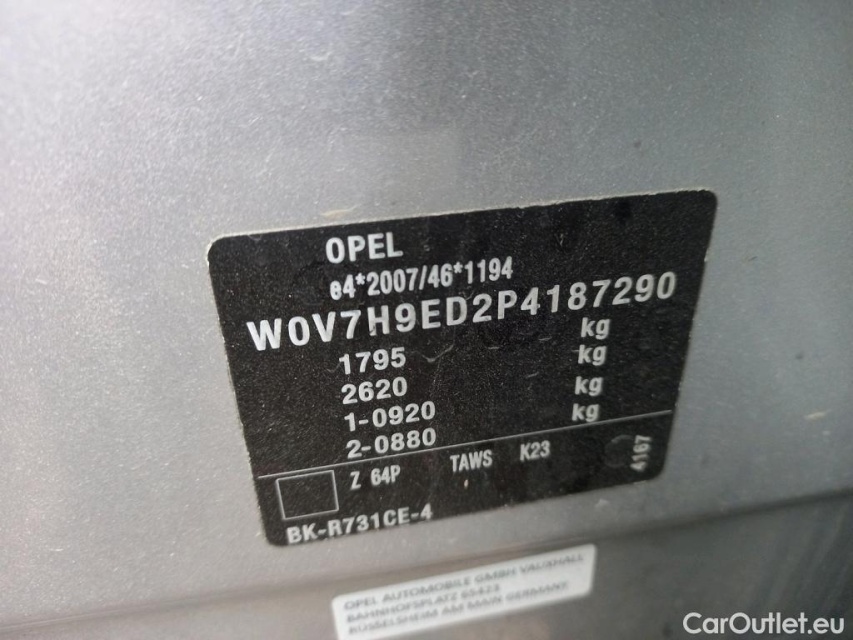 OPEL
e4*2007/46*1194
W0V7H9ED2P4187290
1795 kg
2620 kg
1-0920 kg
2-0880 kg
Z 64P TAWS K23 4167
BK-R731CE-4
OPEL AUTOMOBILE GMBH VAUXHALL
BAHNHOFSPLATZ 65423
RÜSSELSHEIM AM MAIN GERMANY
CarOutlet.eu